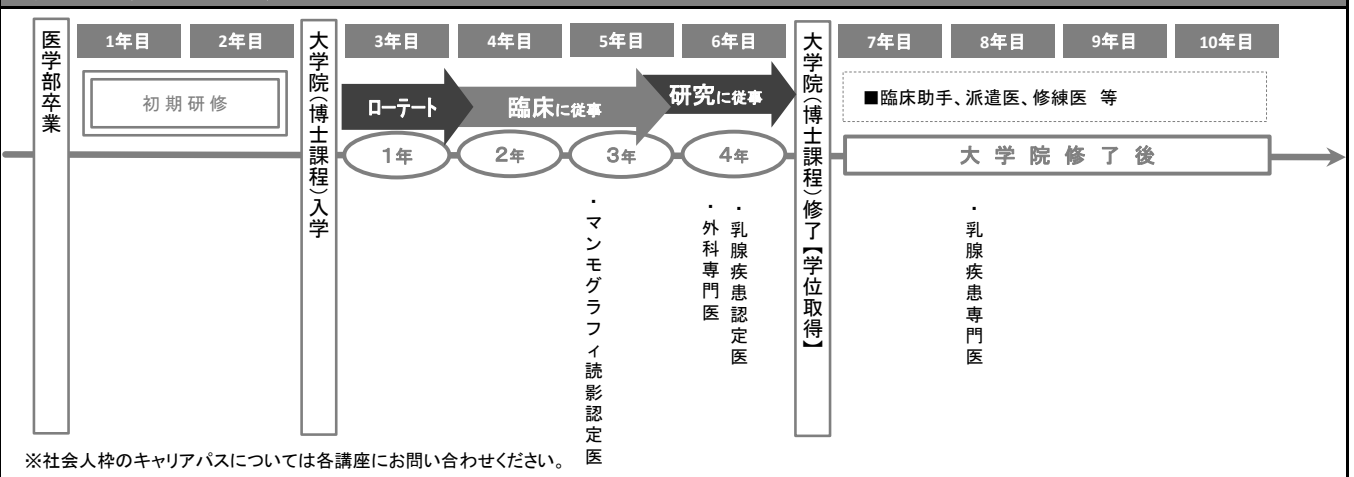 医学部卒業
1年目
2年目
初期研修
大学院(博士課程)入学
3年目
4年目
5年目
6年目
ローテート
臨床に従事
研究に従事
1年
2年
3年
4年
・マンモグラフィ読影認定医
・外科専門医
・乳腺疾患認定医
大学院(博士課程)修了【学位取得】
7年目
8年目
9年目
10年目
■臨床助手、派遣医、修練医 等
大学院修了後
・乳腺疾患専門医
※社会人枠のキャリアパスについては各講座にお問い合わせください。